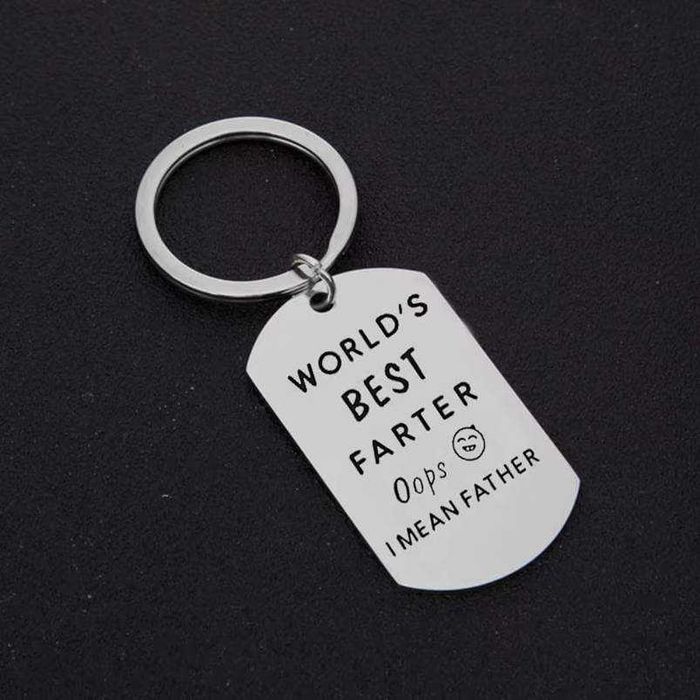 WORLD'S
BEST
FARTER
Oops
I MEAN FATHER